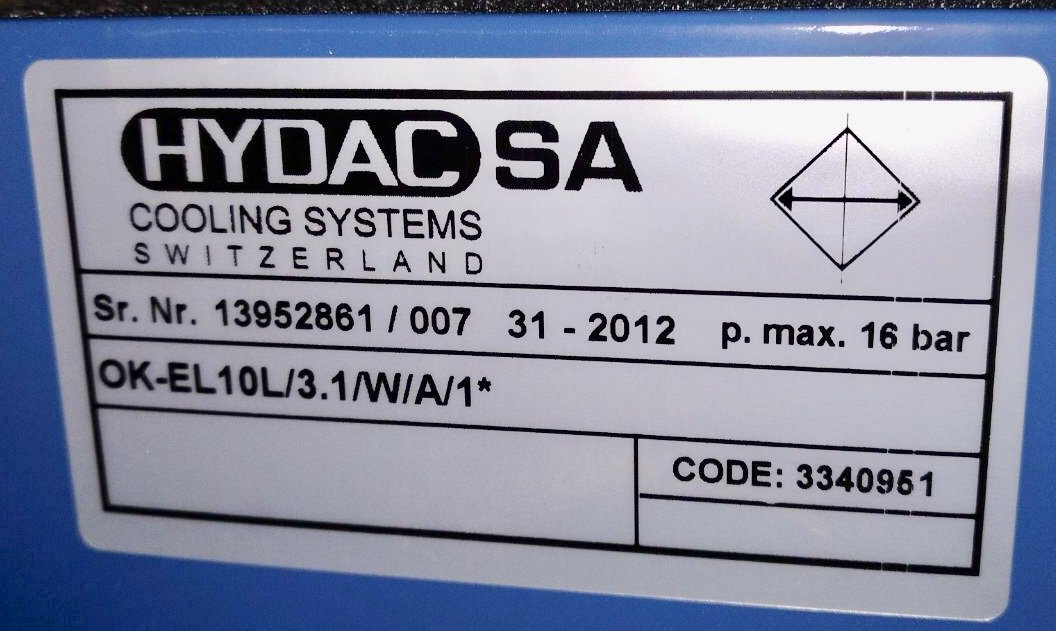 HYDAC SA
COOLING SYSTEMS
SWITZERLAND
Sr. Nr. 13952861 / 007 31 - 2012 p. max. 16 bar
OK-EL10L/3.1/W/A/1*
CODE: 3340951